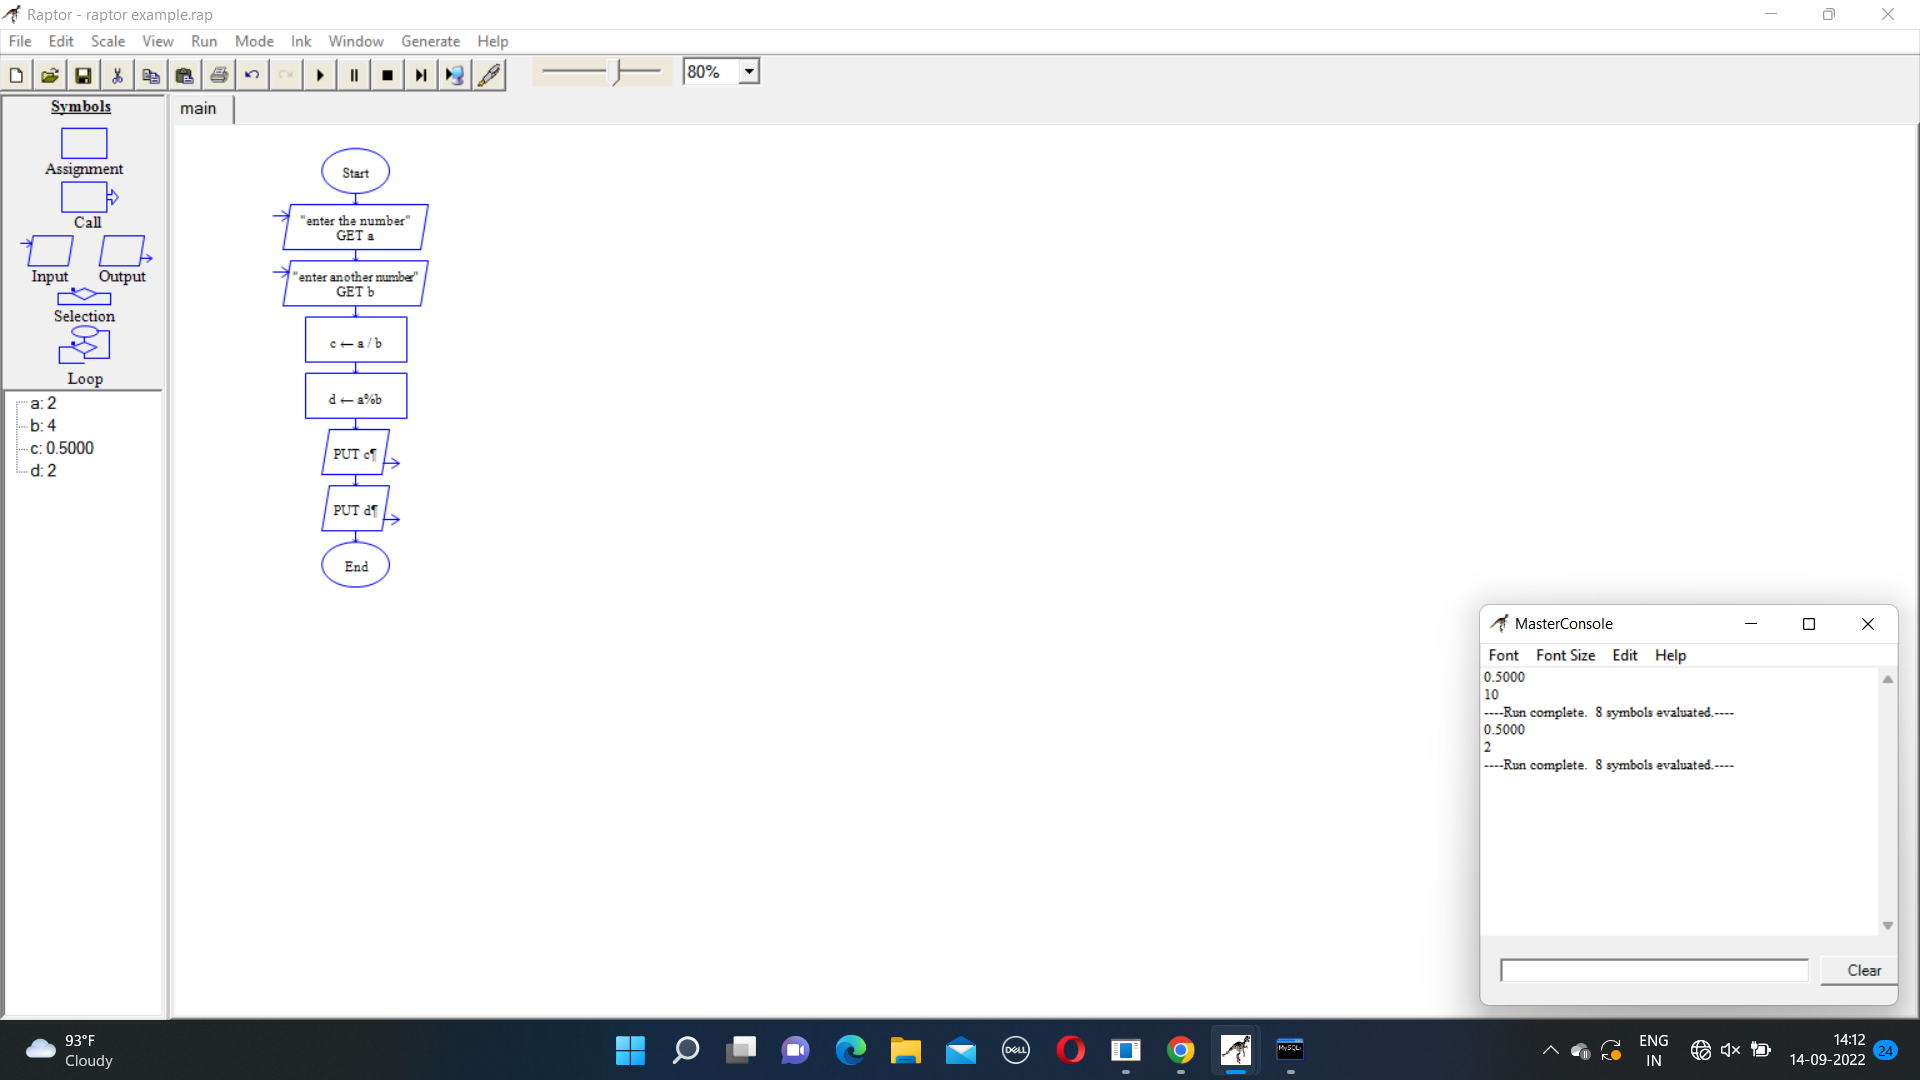 Raptor - raptor example.rap
File Edit Scale View Run Mode Ink Window Generate Help
80%
Symbols
Assignment
Call
Input Output
Selection
Loop
a: 2
b: 4
c: 0.5000
d: 2
main
Start
"enter the number"
GET a
"enter another number"
GET b
c ← a / b
d ← a%b
PUT c¶
PUT d¶
End
MasterConsole
Font Font Size Edit Help
0.5000
10
----Run complete. 8 symbols evaluated.----
0.5000
2
----Run complete. 8 symbols evaluated.----
Clear
93°F
Cloudy
DELL
MySQL
ENG
IN
14:12
14-09-2022
24